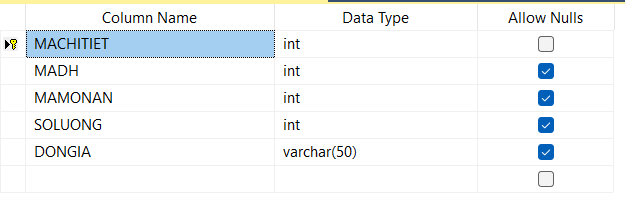 Column Name Data Type Allow Nulls
MACHITIET int
MADH int
MAMONAN int
SOLUONG int
DONGIA varchar(50)